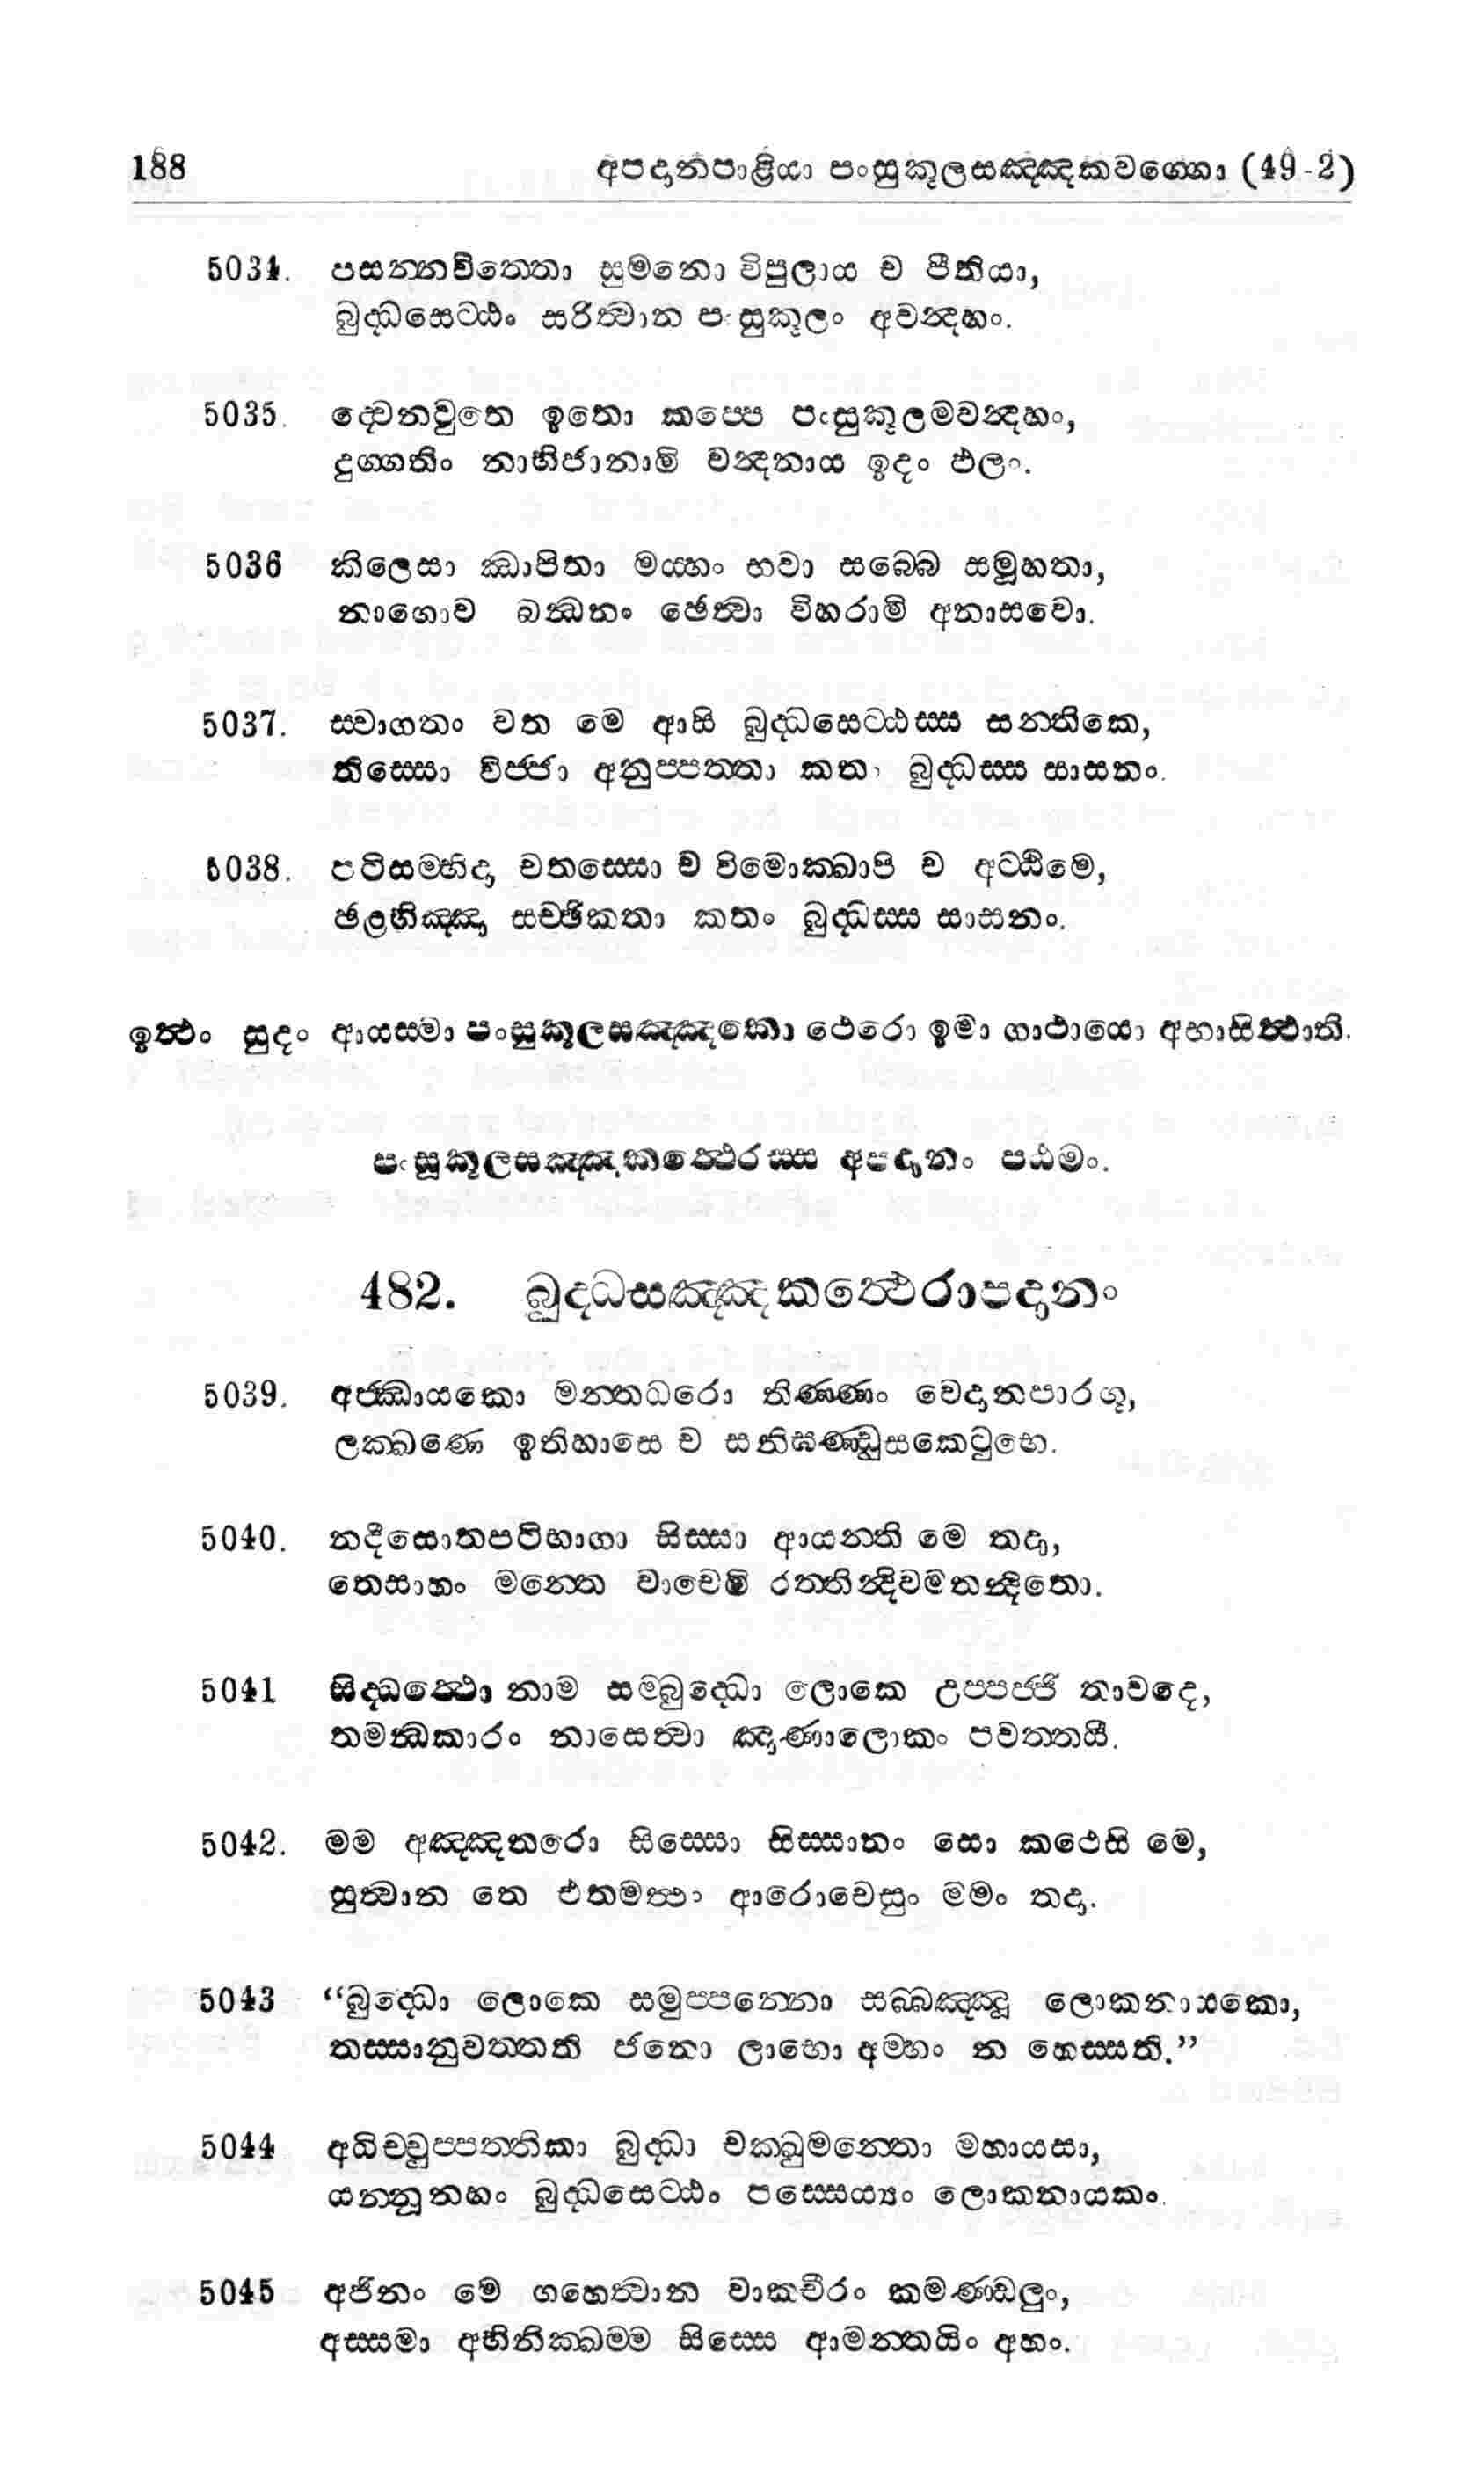 188 අපදානපාළියා පංසුකූලසඤ්ඤකවග්ගො (49-2)
5034. පසන්නචිත්තො සුමනො විපුලාය ච පීතියා,
බුද්ධසෙට්ඨං සරිත්වාන පංසුකූලං අවන්දහං.
5035. ද්වෙනවුතෙ ඉතො කප්පෙ පංසුකූලමවන්දහං,
දුග්ගතිං නාභිජානාමි වන්දනාය ඉදං ඵලං.
5036 කිලෙසා ඣාපිතා මය්හං භවා සබ්බෙ සමූහතා,
නාගොව බන්ධනං ඡෙත්වා විහරාමි අනාසවො.
5037. ස්වාගතං වත මෙ ආසි බුද්ධසෙට්ඨස්ස සන්තිකෙ,
තිස්සො විජ්ජා අනුප්පත්තා කතං බුද්ධස්ස සාසනං.
5038. පටිසම්භිදා චතස්සො ච විමොක්ඛාපි ච අට්ඨිමෙ,
ඡළභිඤ්ඤා සච්ඡිකතා කතං බුද්ධස්ස සාසනං.
ඉත්ථං සුදං ආයස්මා පංසුකූලසඤ්ඤකො ථෙරො ඉමා ගාථායො අභාසිත්ථාති.
පංසුකූලසඤ්ඤකත්ථෙරස්ස අපදානං පඨමං.
482. බුද්ධසඤ්ඤකත්ථෙරාපදානං
5039. අජ්ඣායකො මන්තධරො තිණ්ණං වෙදානපාරගූ,
ලක්ඛණෙ ඉතිහාසෙ ච සනිඝණ්ඩුසකෙටුභෙ.
5040. නදීසොතපටිභාගා සිස්සා ආයන්ති මෙ තදා,
තෙසාහං මන්තෙ වාචෙමි රත්තින්දිවමතන්දිතො.
5041 සිද්ධත්ථො නාම සම්බුද්ධො ලොකෙ උප්පජ්ජි තාවදෙ,
තමන්ධකාරං නාසෙත්වා ඤාණාලොකං පවත්තයී.
5042. මම අඤ්ඤතරො සිස්සො සිස්සානං සො කථෙසි මෙ,
සුත්වාන තෙ එතමත්ථං ආරොචෙසුං මමං තදා.
5043 “බුද්ධො ලොකෙ සමුප්පන්නො සබ්බඤ්ඤූ ලොකනායකො,
තස්සානුවත්තති ජනො ලාභො අම්හං න හෙස්සති.”
5044 අධිච්චුප්පත්තිකා බුද්ධා චක්ඛුමන්තො මහායසා,
යන්නූනහං බුද්ධසෙට්ඨං පස්සෙය්‍යං ලොකනායකං.
5045 අජිනං මෙ ගහෙත්වාන වාකචීරං කමණ්ඩලුං,
අස්සමා අභිනික්ඛම්ම සිස්සෙ ආමන්තයිං අහං.